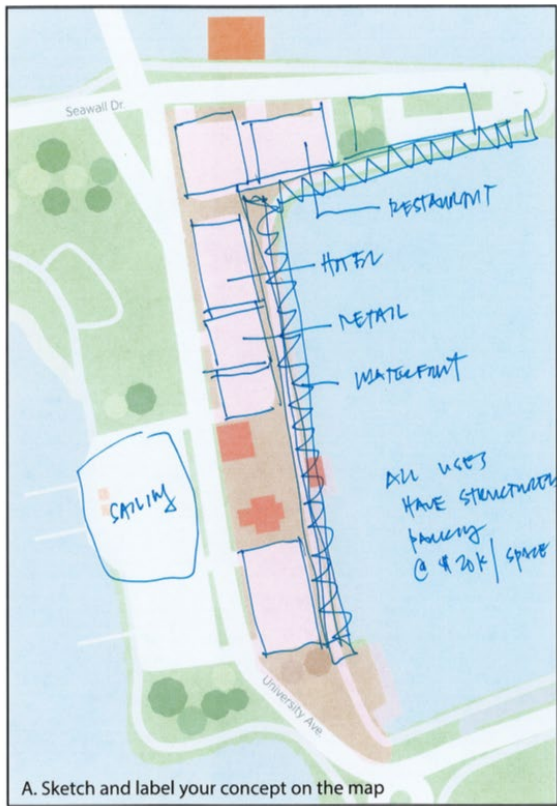 Seawall Dr.
RESTAURANT
HOTEL
RETAIL
WATERFRONT
SAILING
ALL USES
HAVE STRUCTURED
PARKING
@ $20K / SPACE
University Ave.
A. Sketch and label your concept on the map